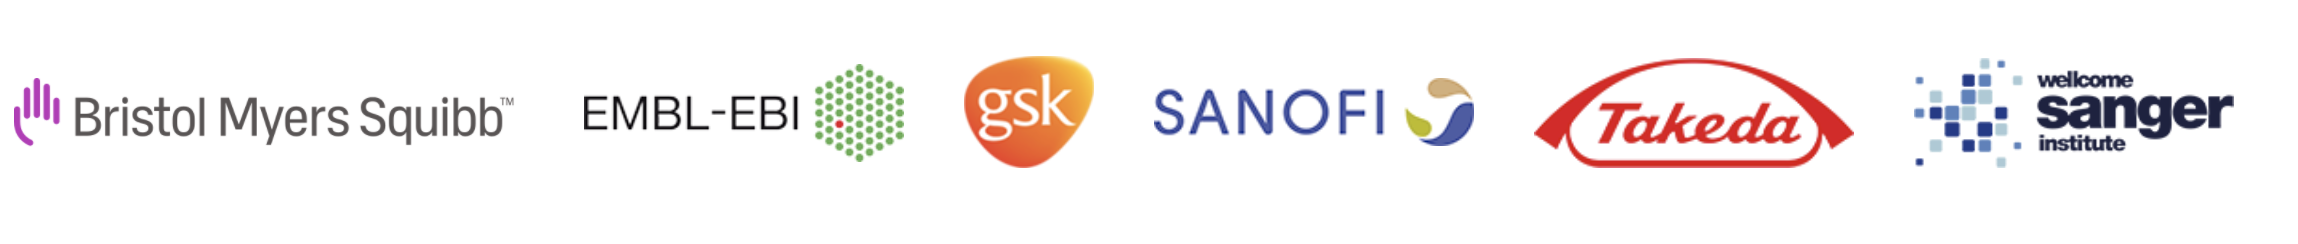 Bristol Myers Squibb™
EMBL-EBI
gsk
SANOFI
Takeda
wellcome
sanger
institute